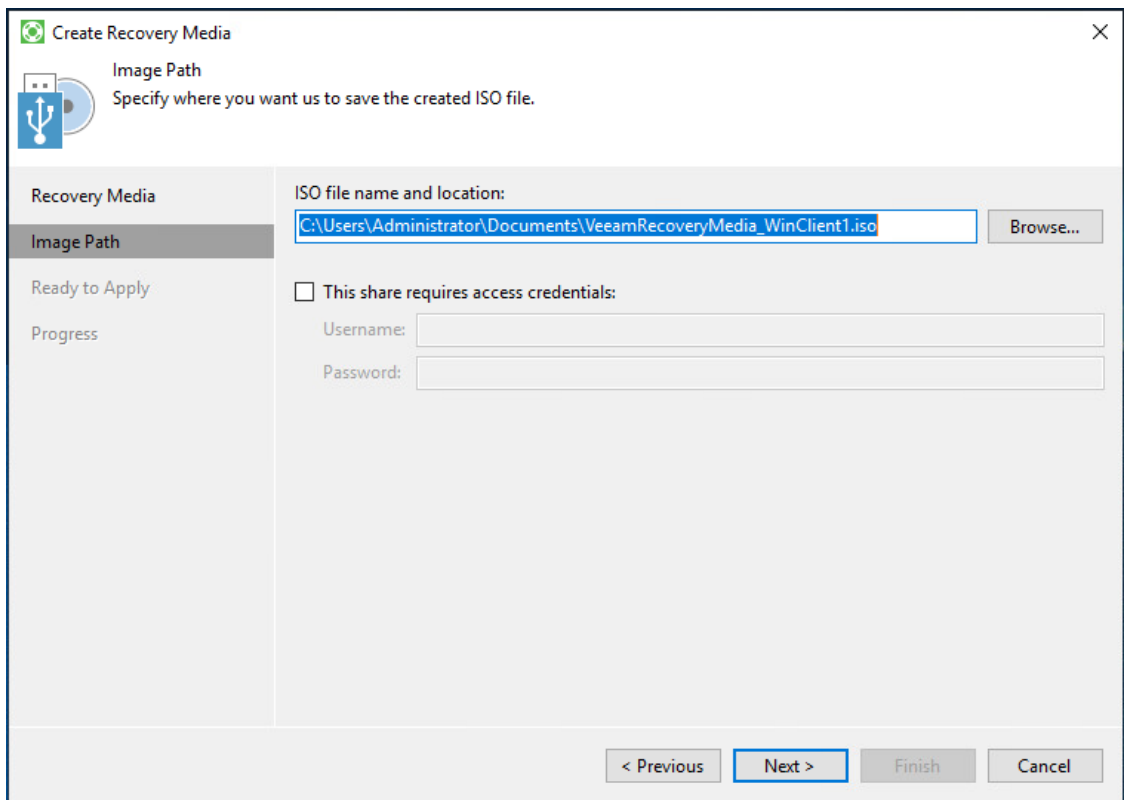 Create Recovery Media
Image Path
Specify where you want us to save the created ISO file.
Recovery Media
Image Path
Ready to Apply
Progress
ISO file name and location:
C:\Users\Administrator\Documents\VeeamRecoveryMedia_WinClient1.iso
Browse...
This share requires access credentials:
Username:
Password:
< Previous
Next >
Finish
Cancel